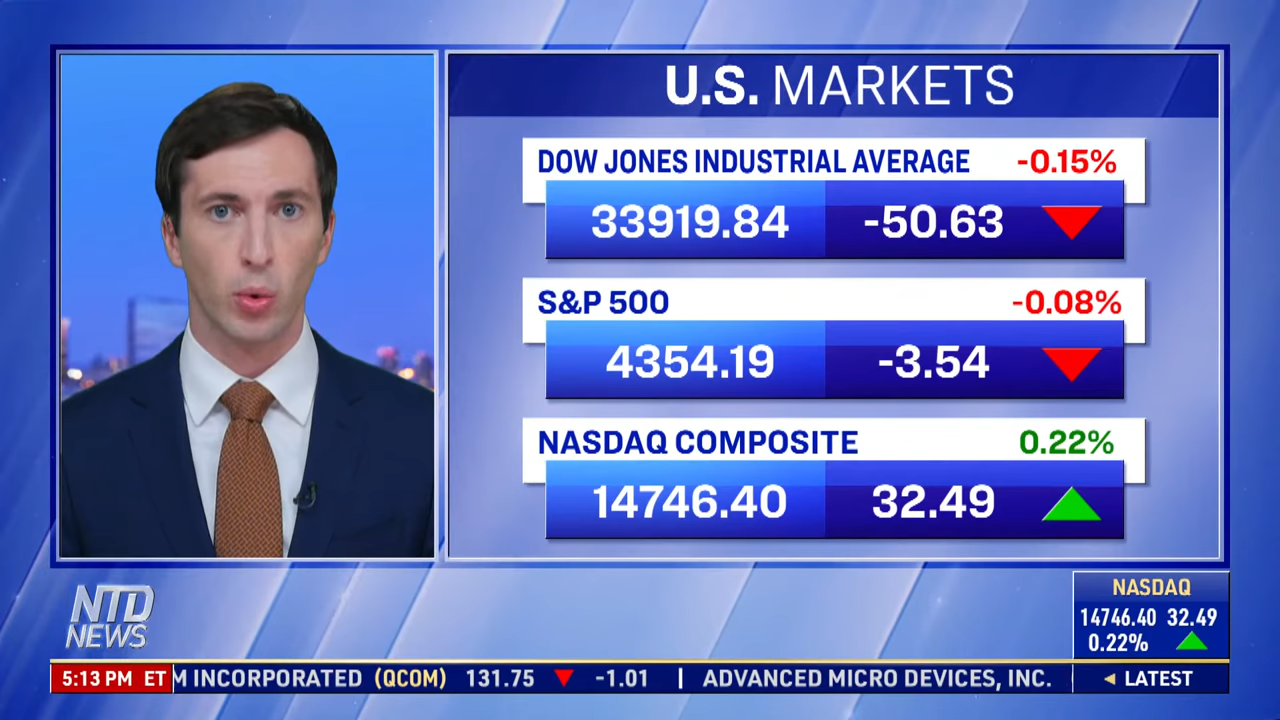 U.S. MARKETS
DOW JONES INDUSTRIAL AVERAGE -0.15%
33919.84 -50.63
S&P 500 -0.08%
4354.19 -3.54
NASDAQ COMPOSITE 0.22%
14746.40 32.49
NTD
NEWS
NASDAQ
14746.40 32.49
0.22%
5:13 PM ET M INCORPORATED (QCOM) 131.75 -1.01 | ADVANCED MICRO DEVICES, INC. LATEST